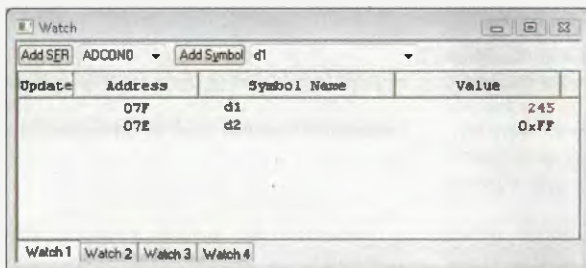 Watch
Add SFR ADCON0 Add Symbol d1
Update Address Symbol Name Value
07F d1 245
07E d2 0xFF
Watch 1 Watch 2 Watch 3 Watch 4